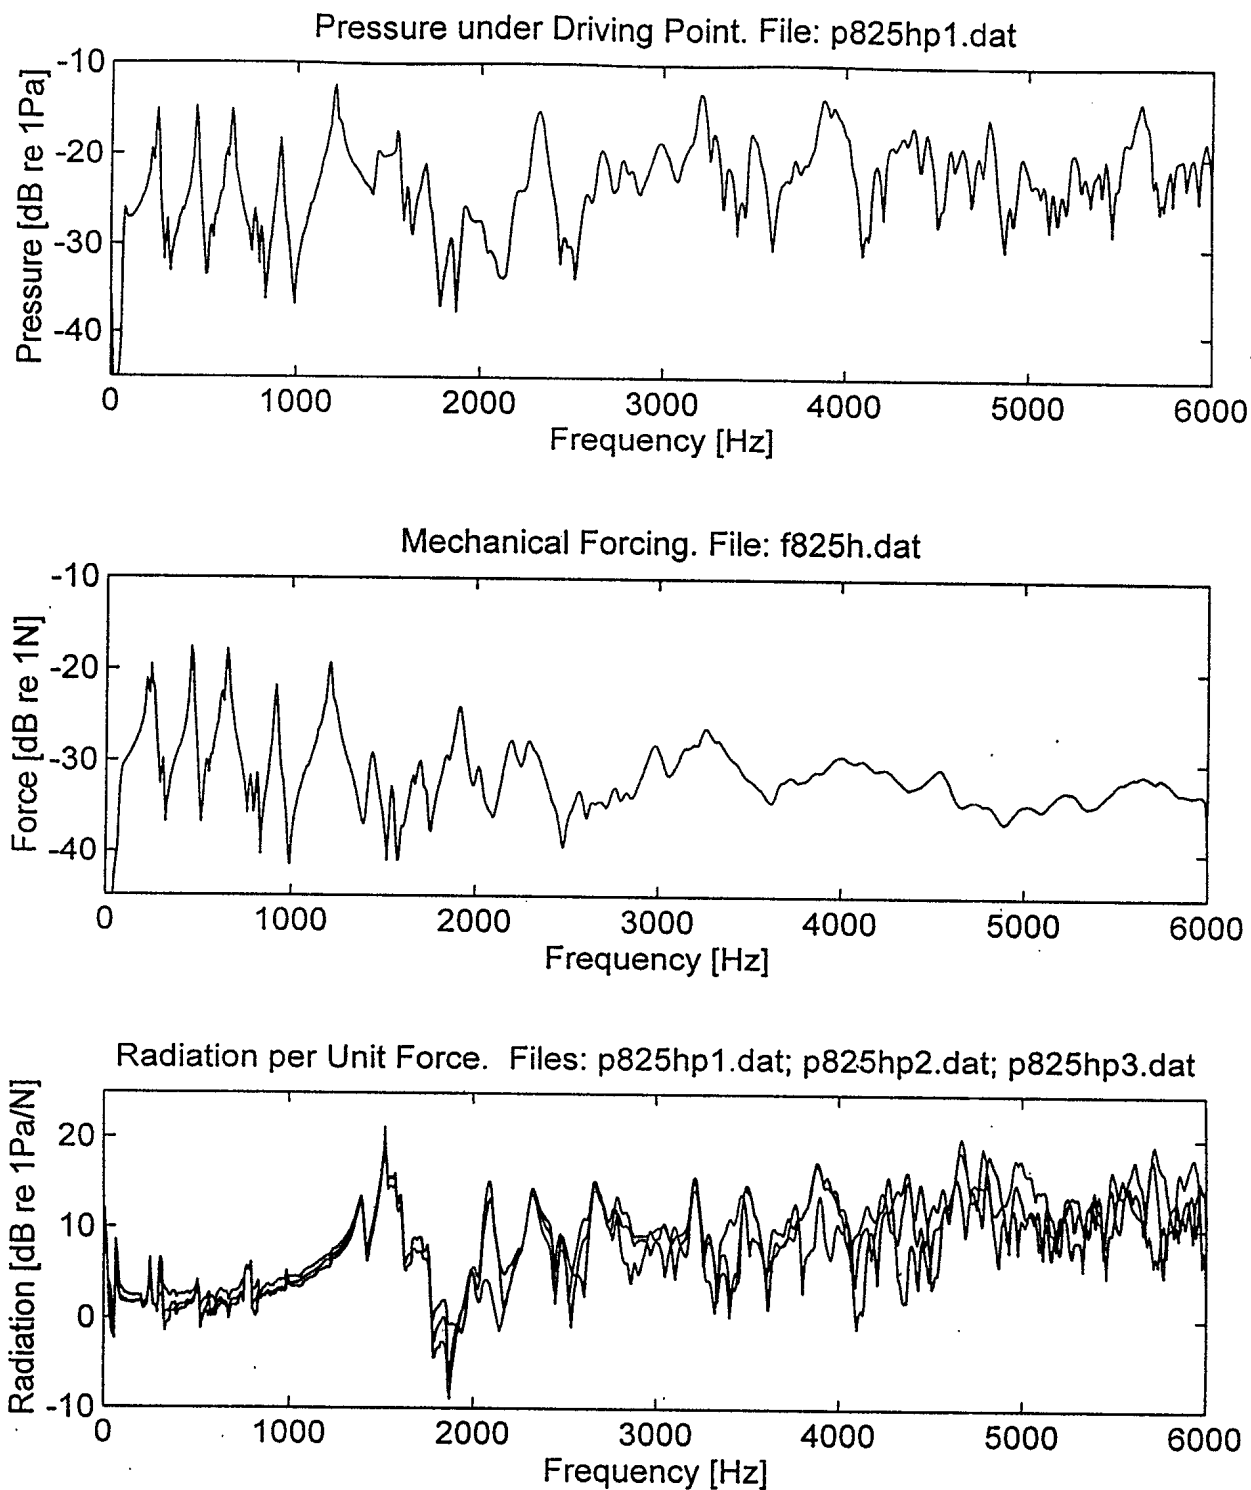 Pressure under Driving Point. File: p825hp1.dat
Pressure [dB re 1Pa]
-10
-20
-30
-40
0 1000 2000 3000 4000 5000 6000
Frequency [Hz]
Mechanical Forcing. File: f825h.dat
Force [dB re 1N]
-10
-20
-30
-40
0 1000 2000 3000 4000 5000 6000
Frequency [Hz]
Radiation per Unit Force. Files: p825hp1.dat; p825hp2.dat; p825hp3.dat
Radiation [dB re 1Pa/N]
20
10
0
-10
0 1000 2000 3000 4000 5000 6000
Frequency [Hz]